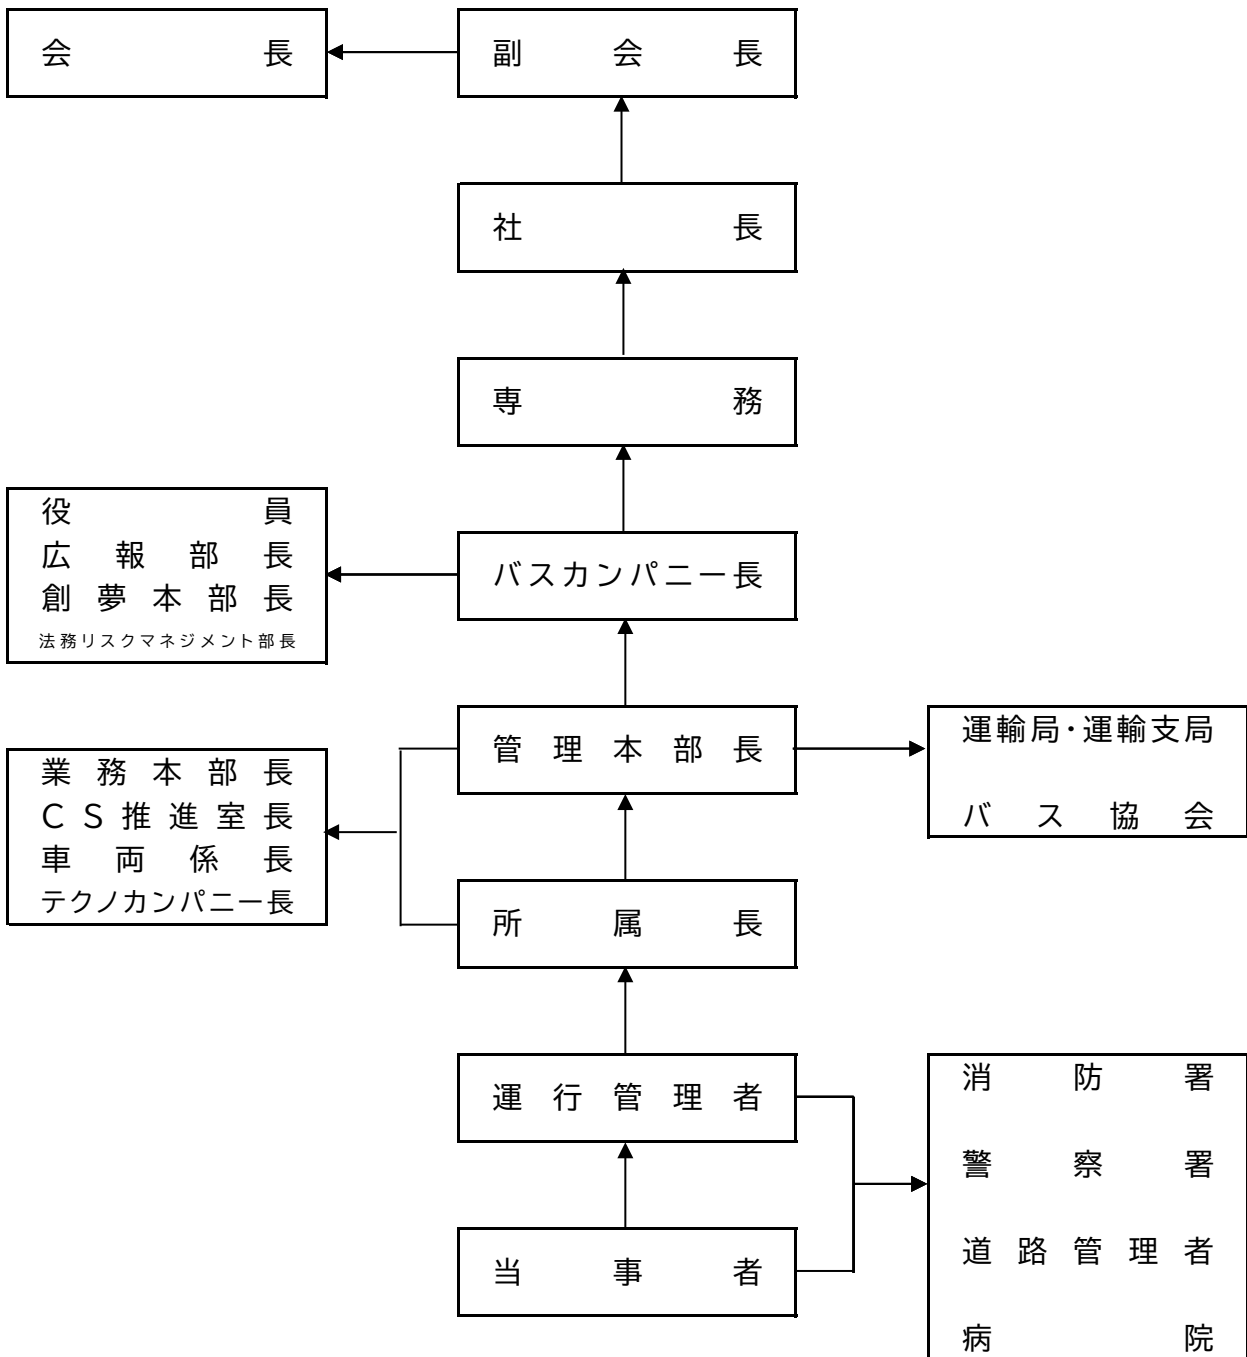 会長
副会長
社長
専務
役員
広報部長
創夢本部長
法務リスクマネジメント部長
バスカンパニー長
管理本部長
運輸局・運輸支局
バス協会
業務本部長
ＣＳ推進室長
車両係長
テクノカンパニー長
所属長
運行管理者
消防署
警察署
道路管理者
病院
当事者